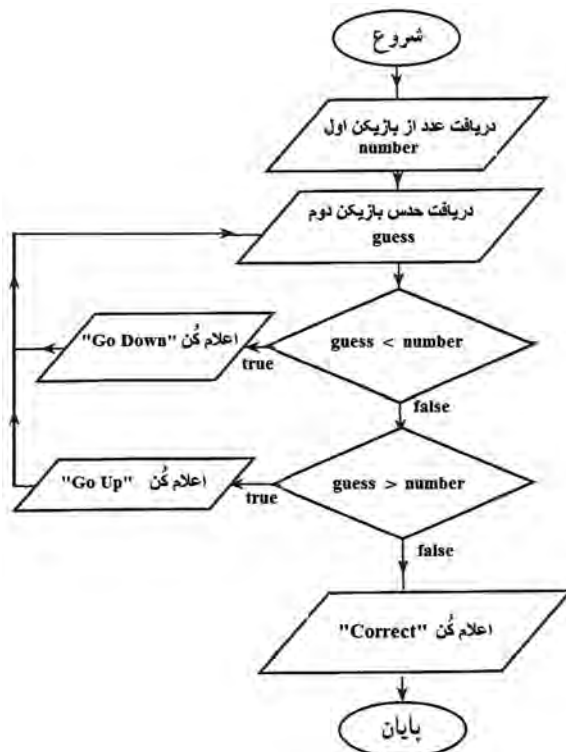 شروع
دریافت عدد از بازیکن اول
number
دریافت حدس بازیکن دوم
guess
guess < number
true
اعلام کُن "Go Down"
false
guess > number
true
اعلام کُن "Go Up"
false
اعلام کُن "Correct"
پایان